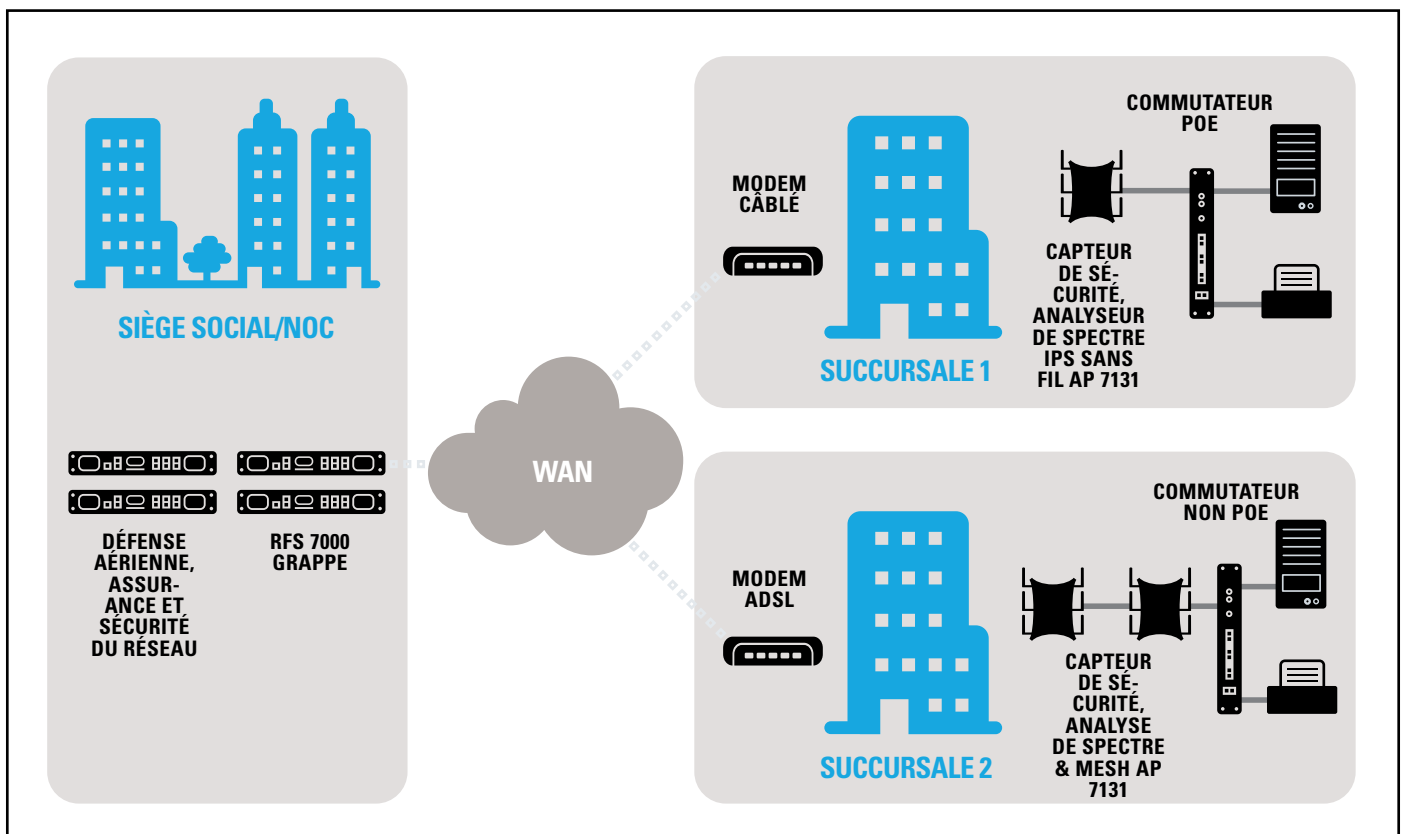 SIÈGE SOCIAL/NOC
DÉFENSE
AÉRIENNE,
ASSUR-
ANCE ET
SÉCURITÉ
DU RÉSEAU
RFS 7000
GRAPPE
WAN
MODEM
CÂBLÉ
SUCCURSALE 1
COMMUTATEUR
POE
CAPTEUR
DE SÉ-
CURITÉ,
ANALYSEUR
DE SPECTRE
IPS SANS
FIL AP 7131
MODEM
ADSL
SUCCURSALE 2
COMMUTATEUR
NON POE
CAPTEUR
DE SÉ-
CURITÉ,
ANALYSE
DE SPECTRE
& MESH AP
7131